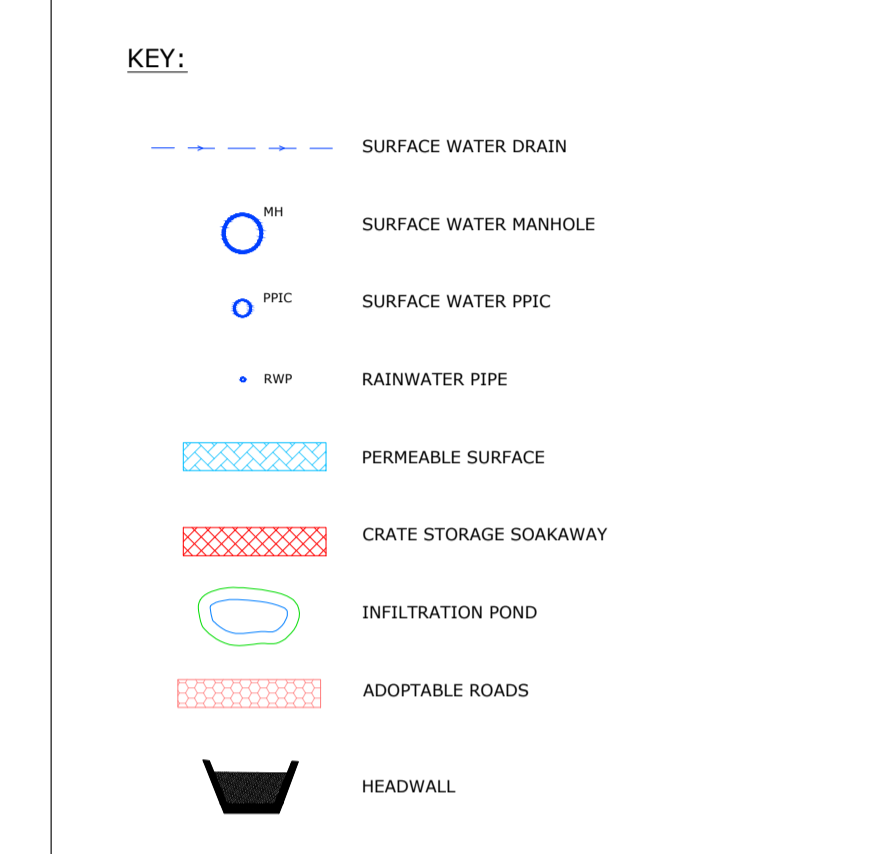 KEY:
SURFACE WATER DRAIN
MH
SURFACE WATER MANHOLE
PPIC
SURFACE WATER PPIC
RWP
RAINWATER PIPE
PERMEABLE SURFACE
CRATE STORAGE SOAKAWAY
INFILTRATION POND
ADOPTABLE ROADS
HEADWALL